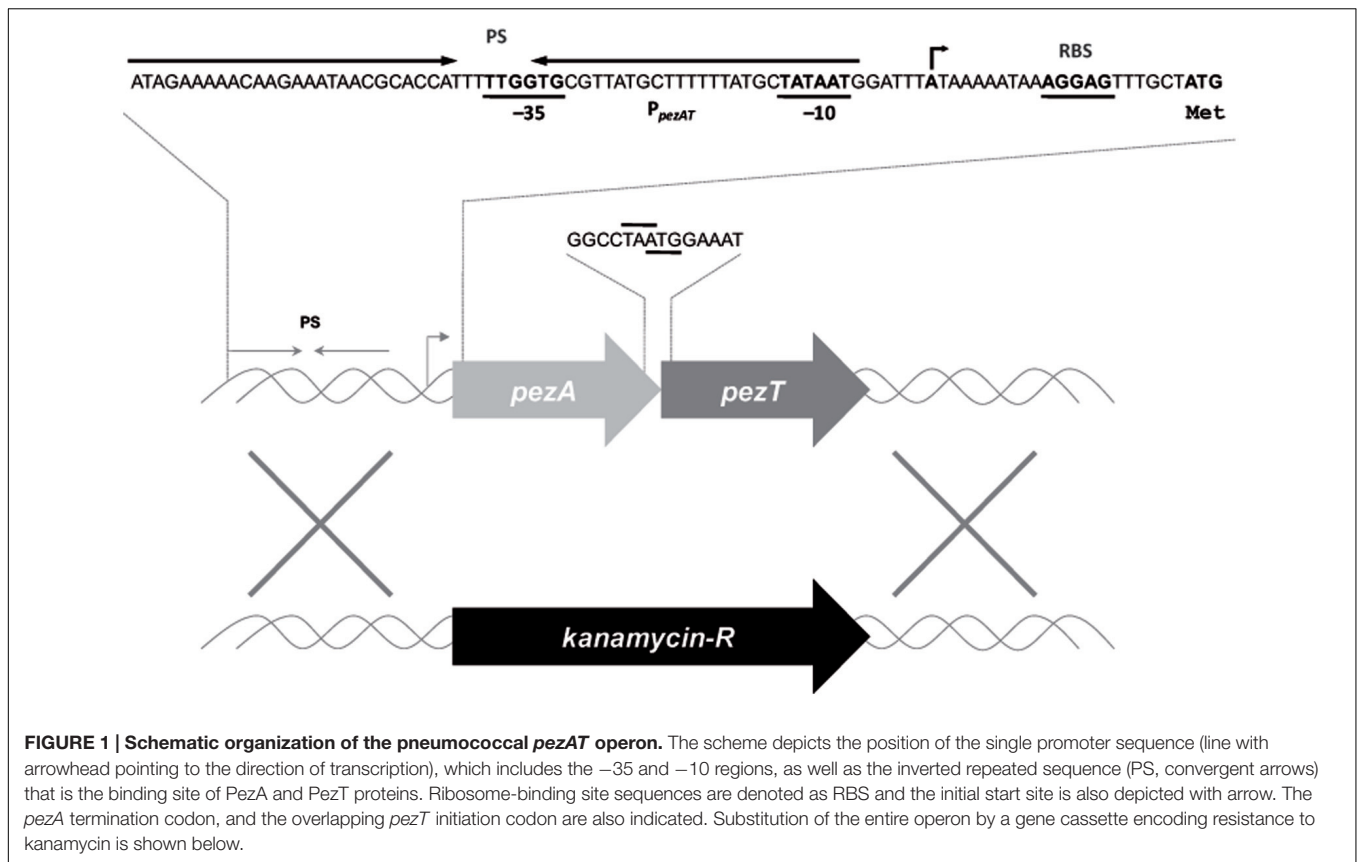 PS
RBS
ATAGAAAAACAAGAAATAACGCACCATTTTTGGTGCGTTATGCTTTTTTATGCTATAATGGATTTATAAAAATAAAGGAGTTTGCTATG
−35
PpezAT
−10
Met
GGCCTAATGGAAAT
PS
pezA
pezT
kanamycin-R
FIGURE 1 | Schematic organization of the pneumococcal pezAT operon. The scheme depicts the position of the single promoter sequence (line with
arrowhead pointing to the direction of transcription), which includes the −35 and −10 regions, as well as the inverted repeated sequence (PS, convergent arrows)
that is the binding site of PezA and PezT proteins. Ribosome-binding site sequences are denoted as RBS and the initial start site is also depicted with arrow. The
pezA termination codon, and the overlapping pezT initiation codon are also indicated. Substitution of the entire operon by a gene cassette encoding resistance to
kanamycin is shown below.